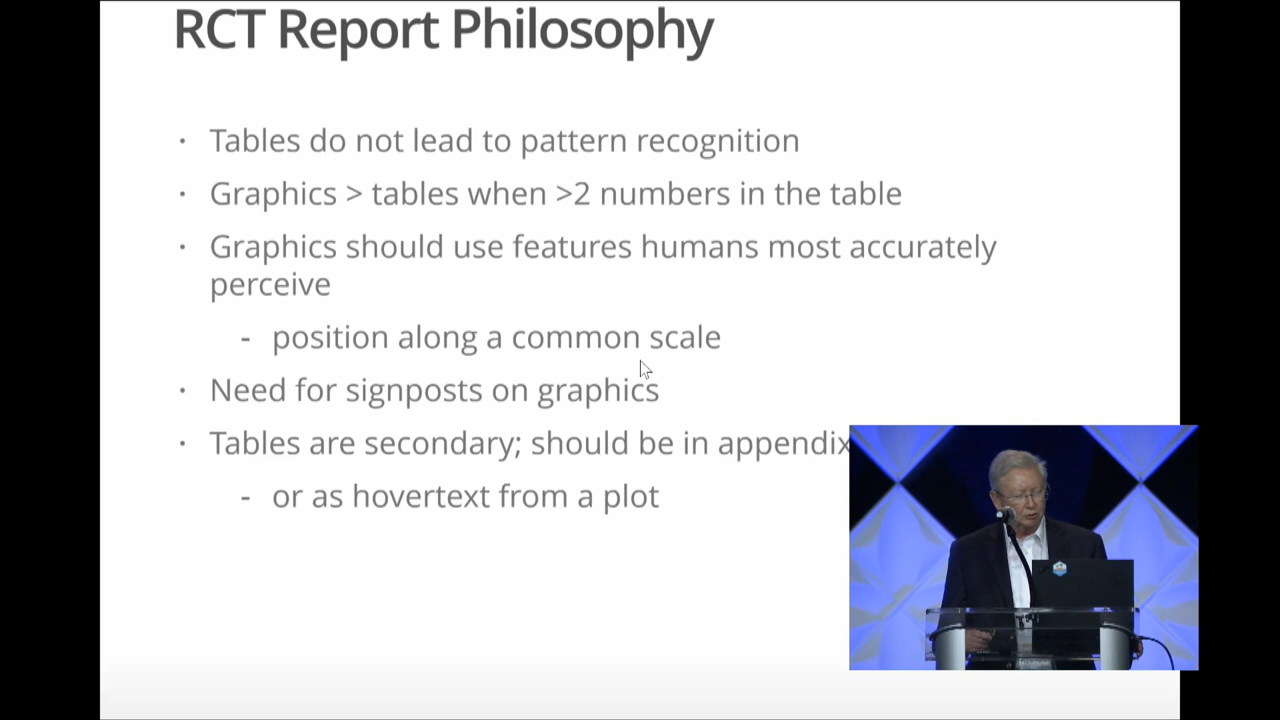 RCT Report Philosophy
· Tables do not lead to pattern recognition
· Graphics > tables when >2 numbers in the table
· Graphics should use features humans most accurately
perceive
- position along a common scale
· Need for signposts on graphics
· Tables are secondary; should be in appendix
- or as hovertext from a plot